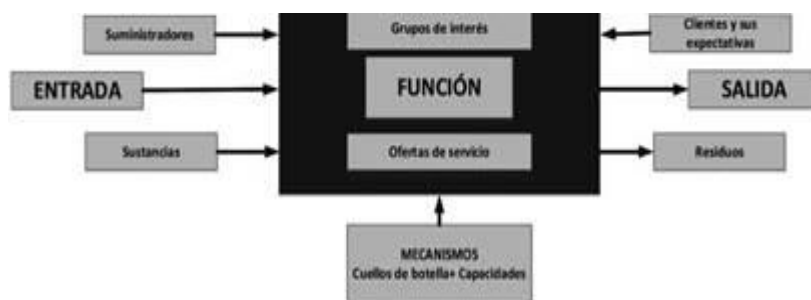 Suministradores
Grupos de interés
Clientes y sus
expectativas
ENTRADA
FUNCIÓN
SALIDA
Sustancias
Ofertas de servicio
Residuos
MECANISMOS
Cuellos de botella+ Capacidades